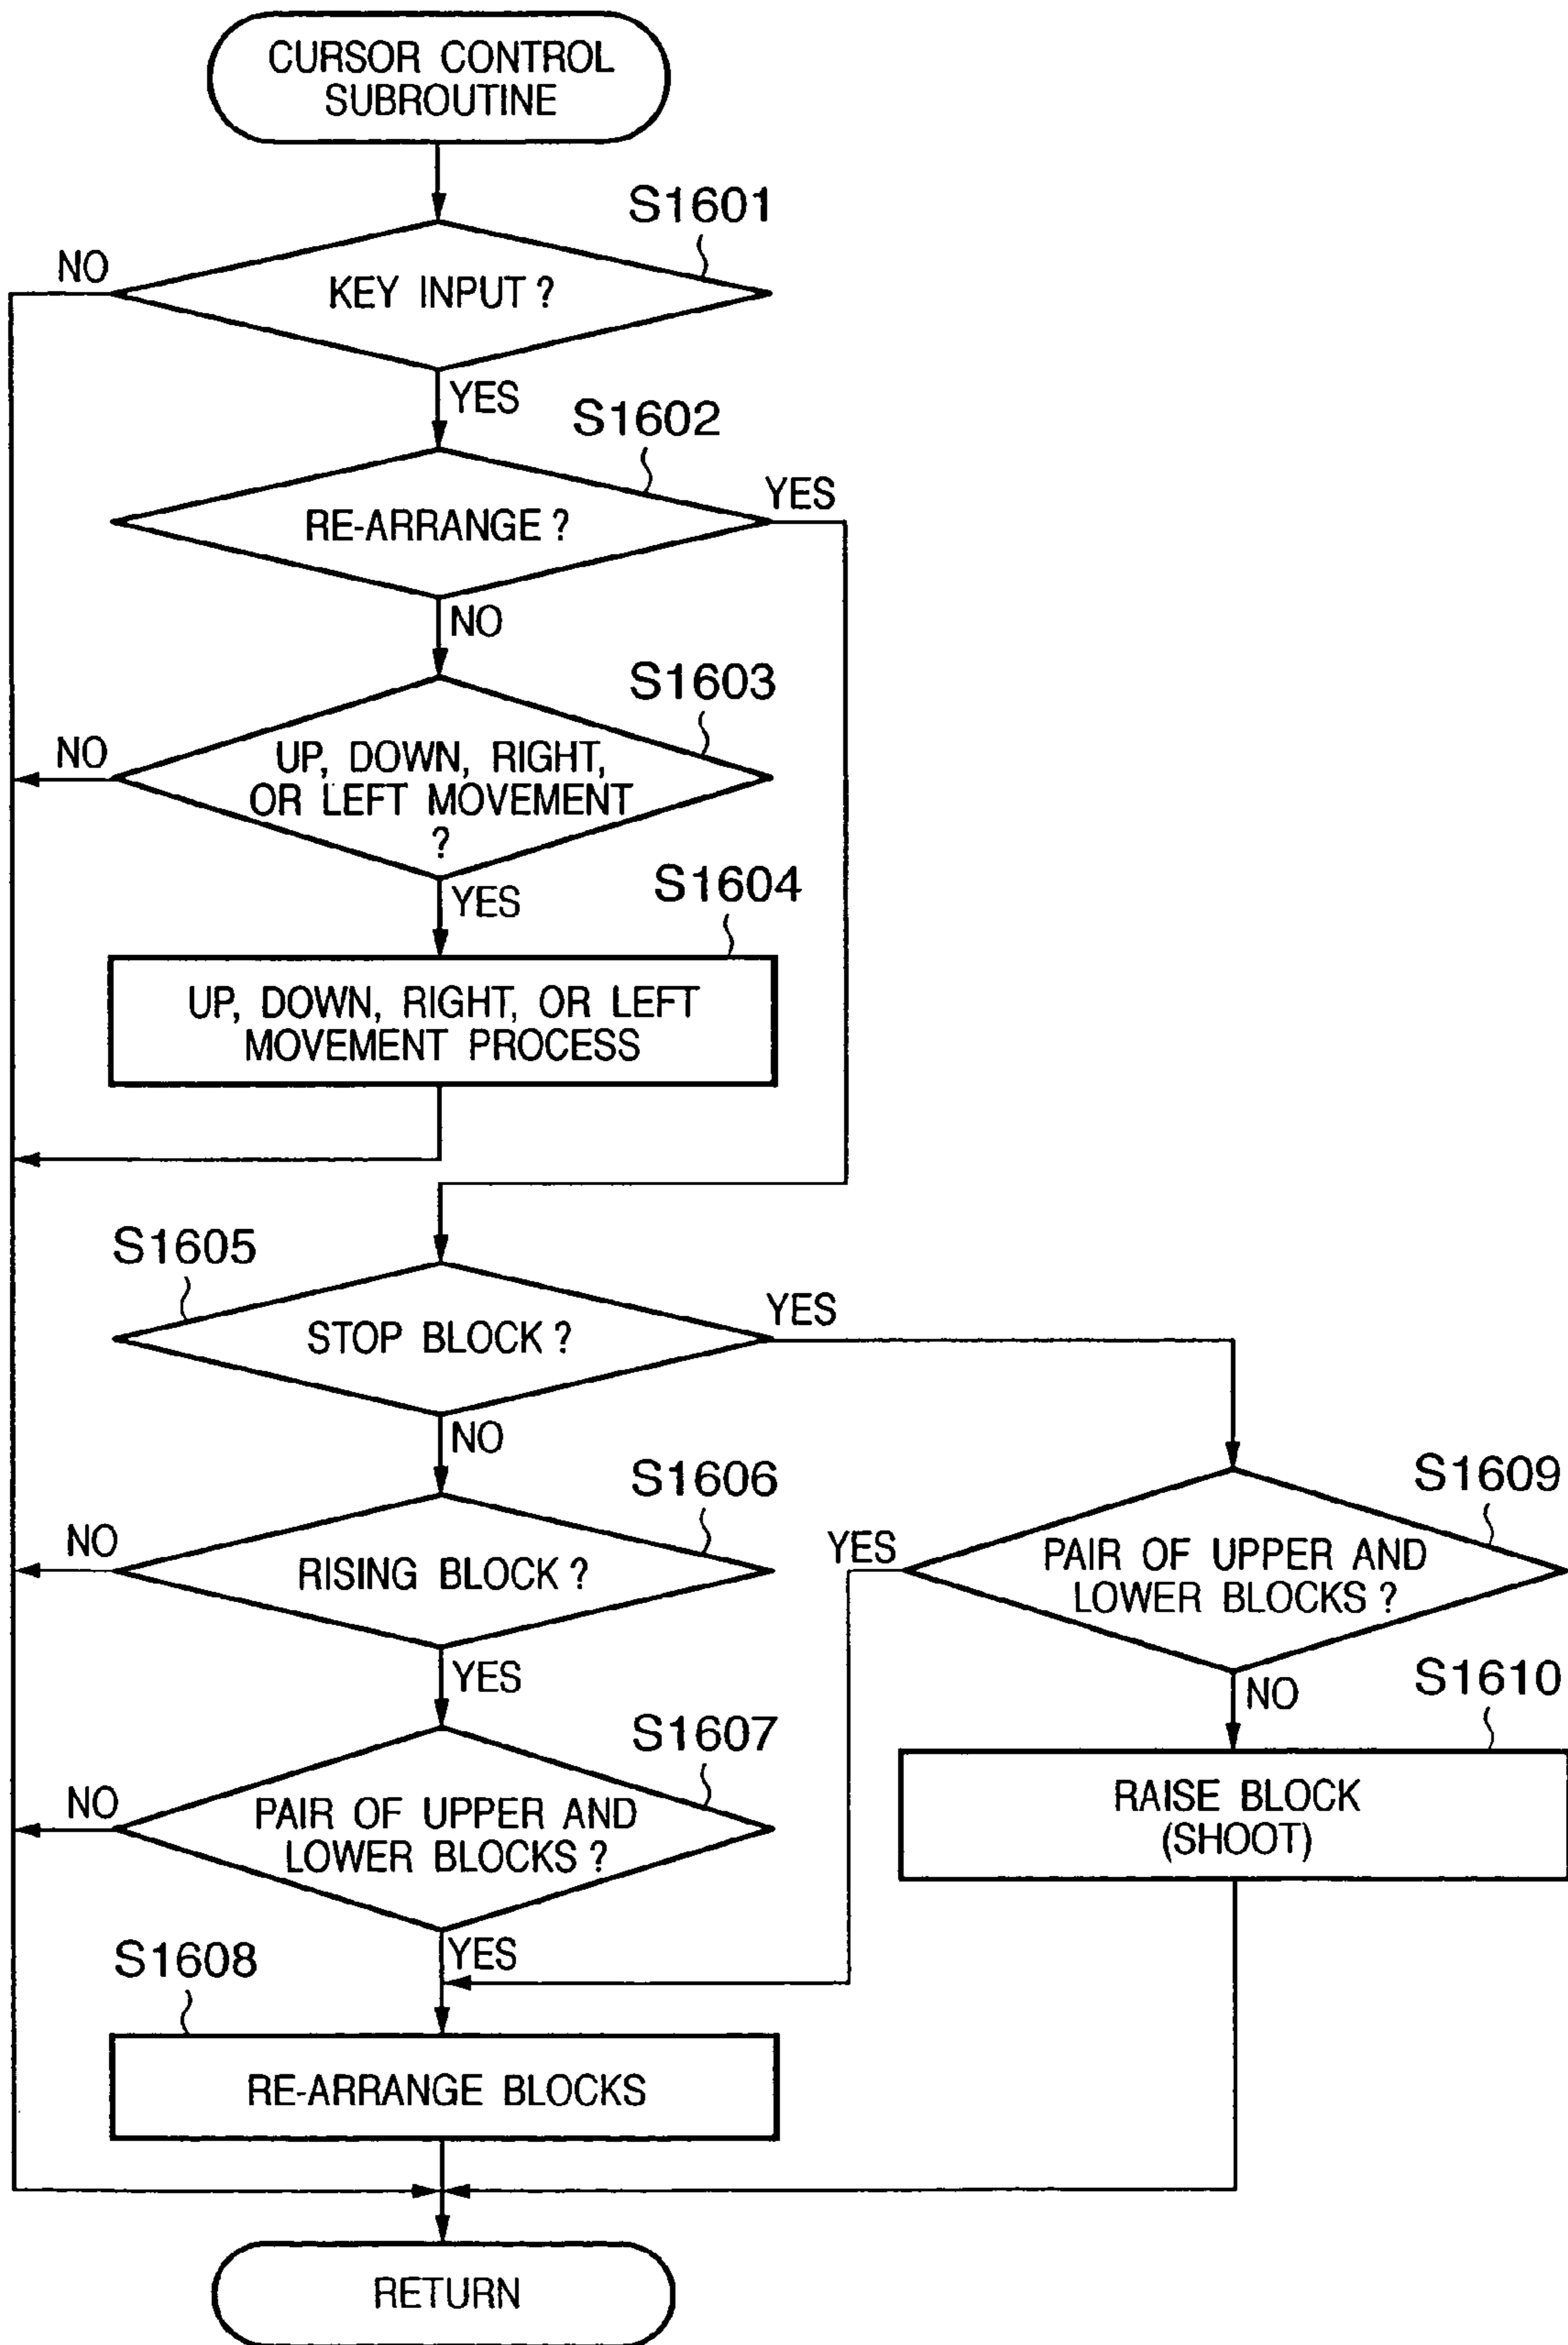 CURSOR CONTROL
SUBROUTINE
S1601
NO
KEY INPUT ?
YES
S1602
YES
RE-ARRANGE ?
NO
S1603
NO
UP, DOWN, RIGHT,
OR LEFT MOVEMENT
?
YES
S1604
UP, DOWN, RIGHT, OR LEFT
MOVEMENT PROCESS
S1605
YES
STOP BLOCK ?
NO
S1606
NO
RISING BLOCK ?
YES
S1609
YES
PAIR OF UPPER AND
LOWER BLOCKS ?
NO
S1610
RAISE BLOCK
(SHOOT)
S1607
NO
PAIR OF UPPER AND
LOWER BLOCKS ?
YES
S1608
RE-ARRANGE BLOCKS
RETURN